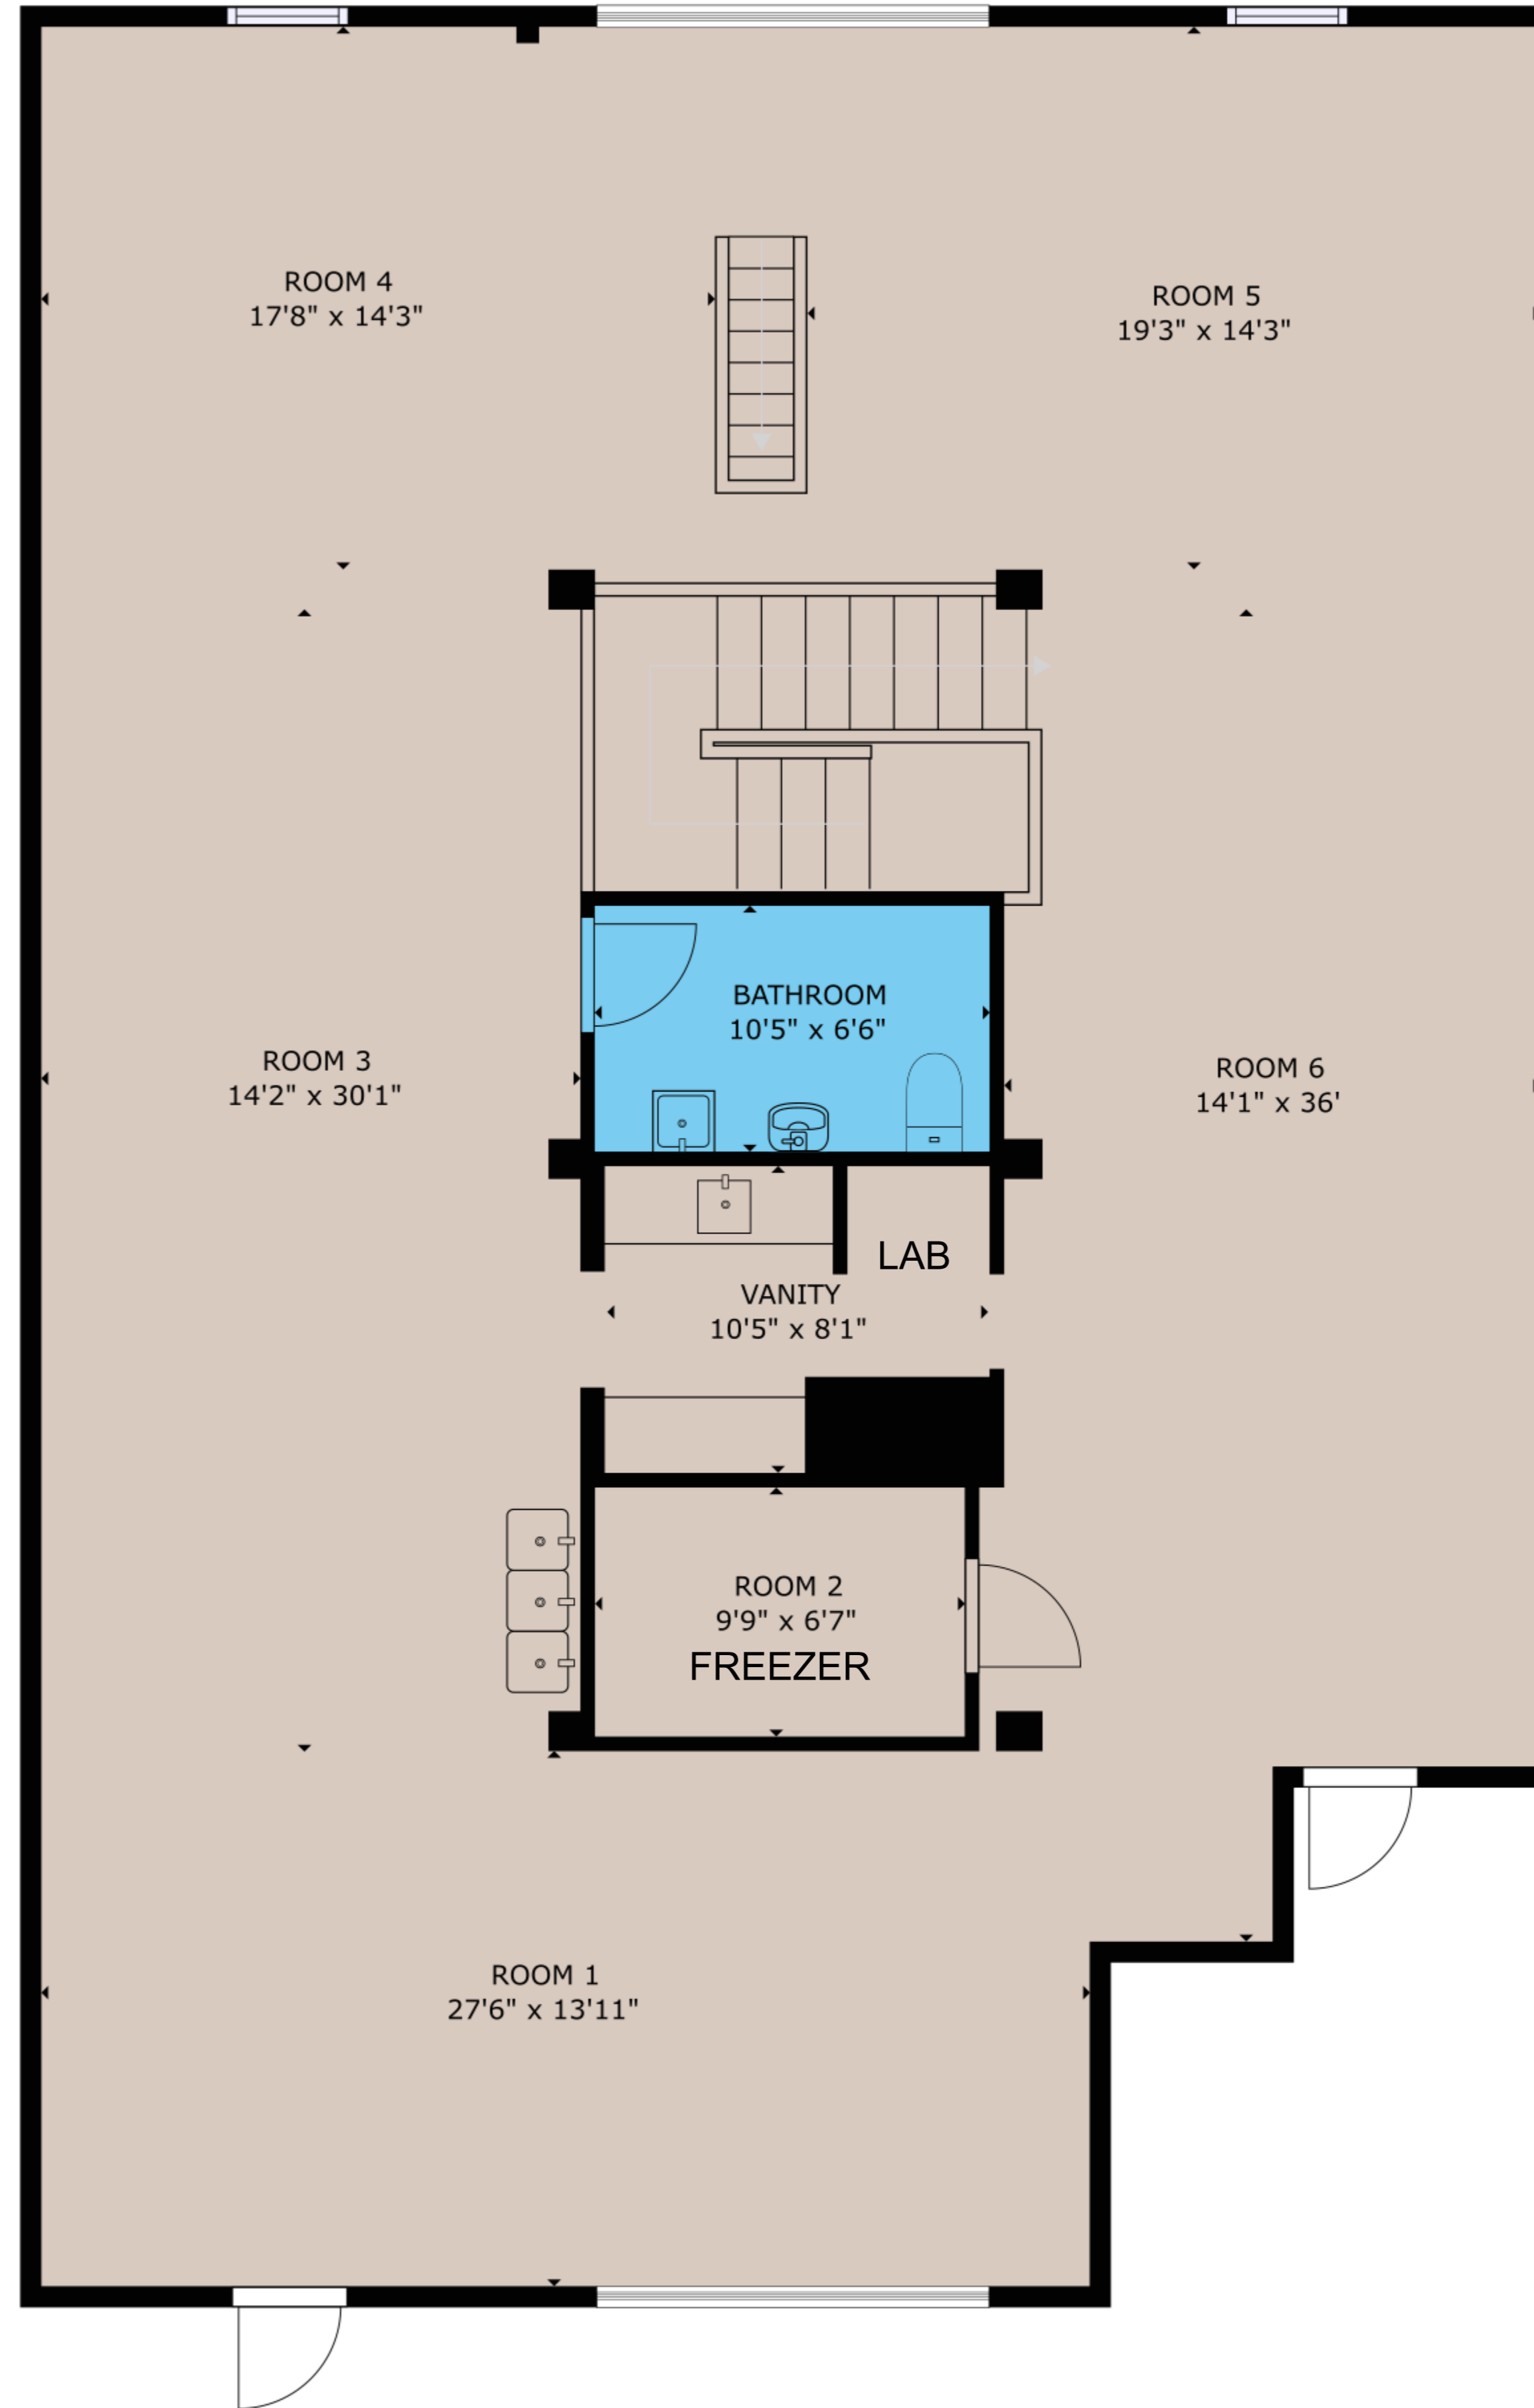 ROOM 4
17'8" x 14'3"
ROOM 5
19'3" x 14'3"
BATHROOM
10'5" x 6'6"
ROOM 3
14'2" x 30'1"
ROOM 6
14'1" x 36'
LAB
VANITY
10'5" x 8'1"
ROOM 2
9'9" x 6'7"
FREEZER
ROOM 1
27'6" x 13'11"